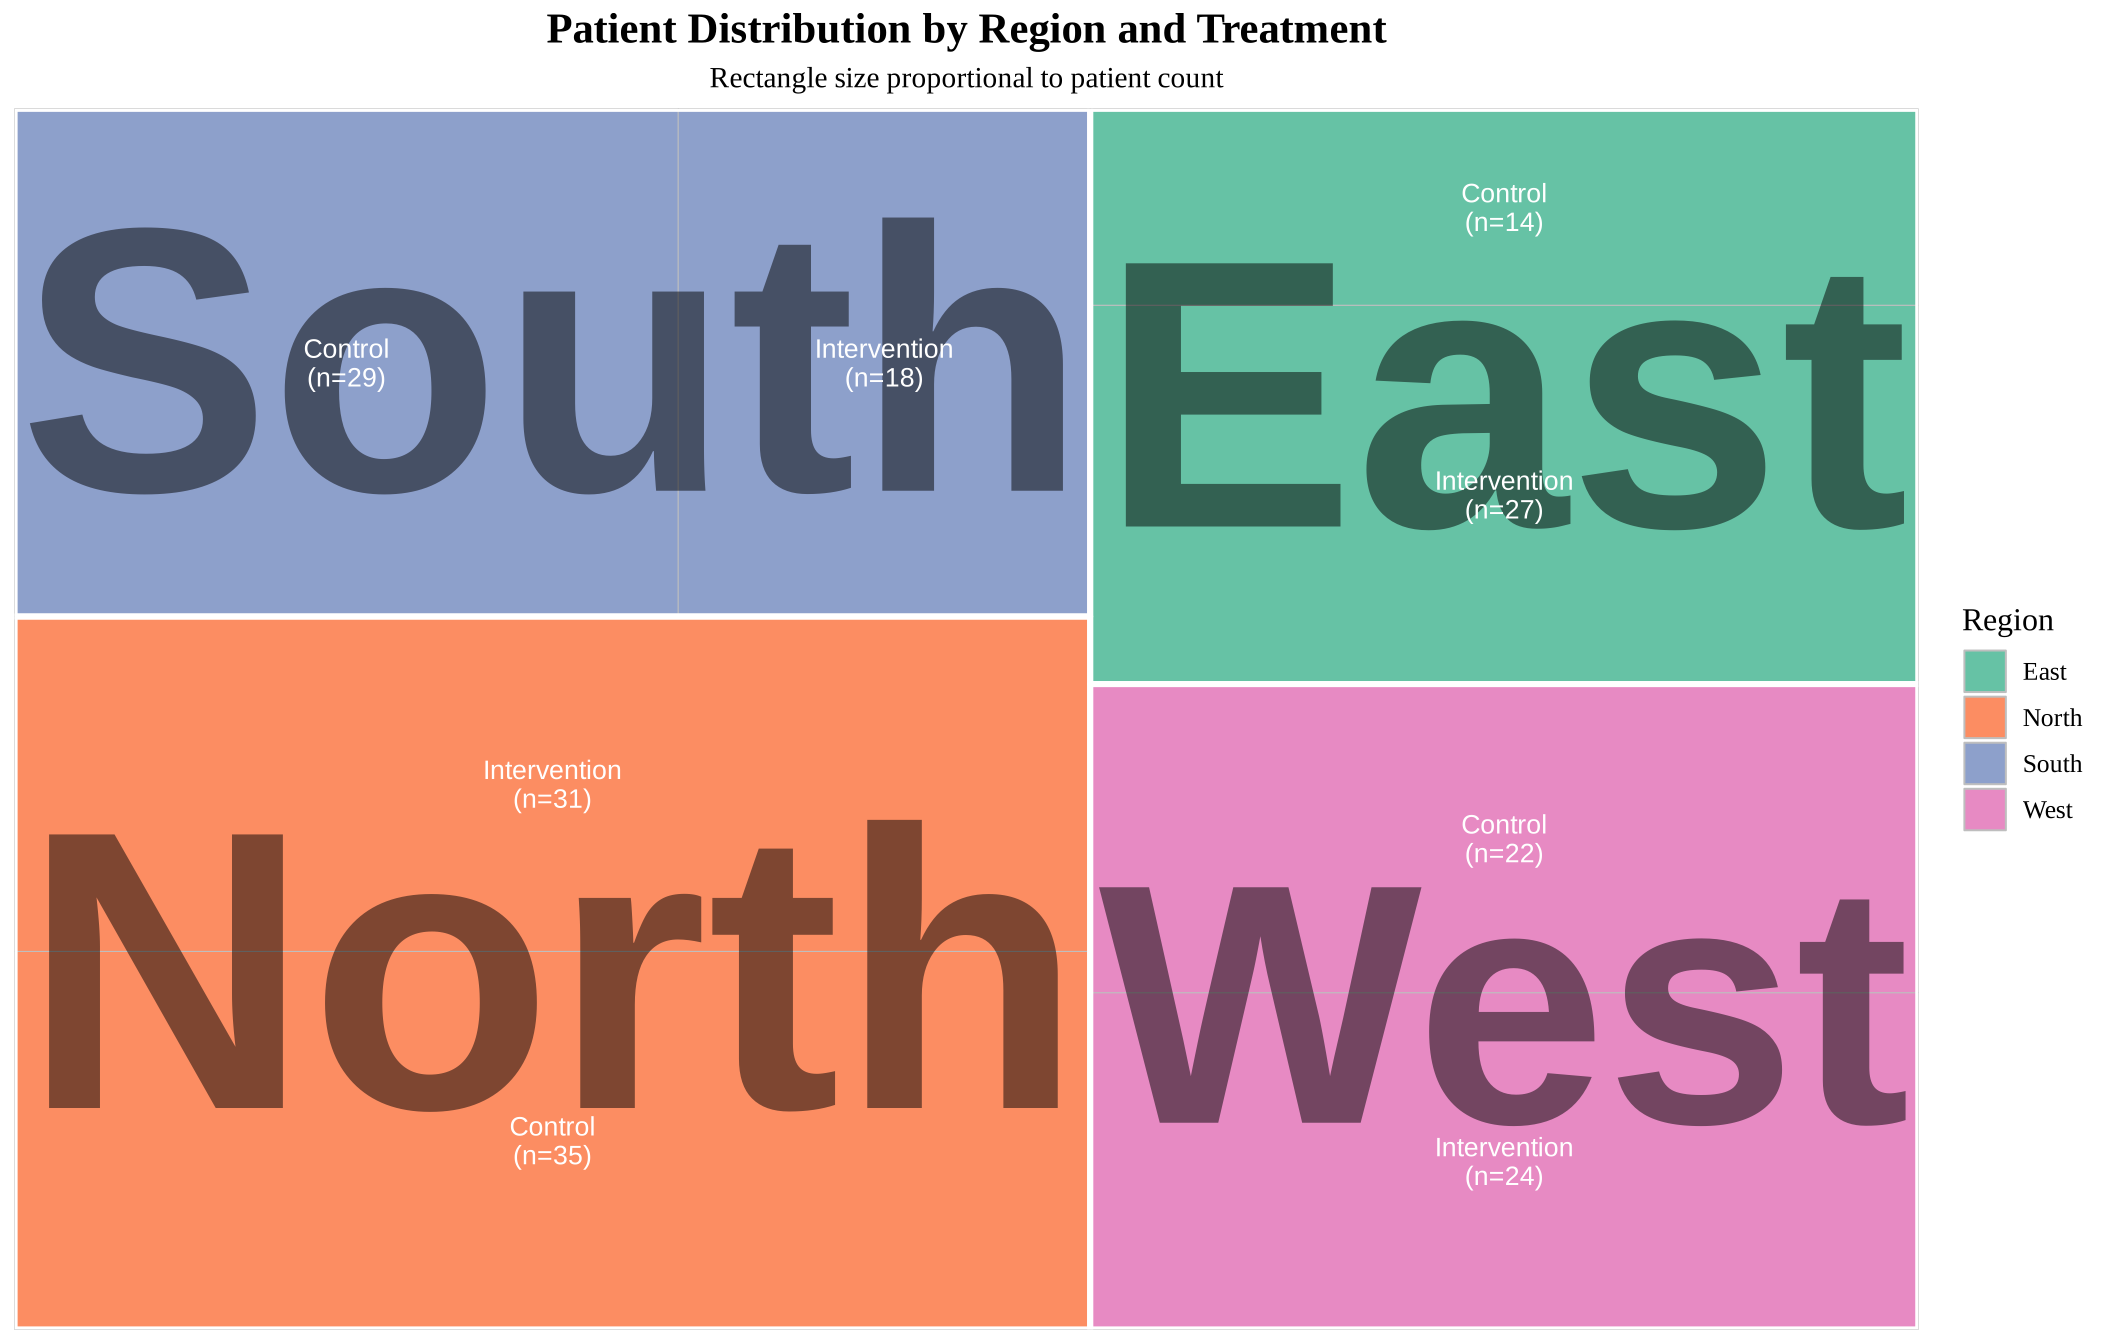 Patient Distribution by Region and Treatment
Rectangle size proportional to patient count
South
Control
(n=29)
Intervention
(n=18)
East
Control
(n=14)
Intervention
(n=27)
North
Intervention
(n=31)
Control
(n=35)
West
Control
(n=22)
Intervention
(n=24)
Region
East
North
South
West